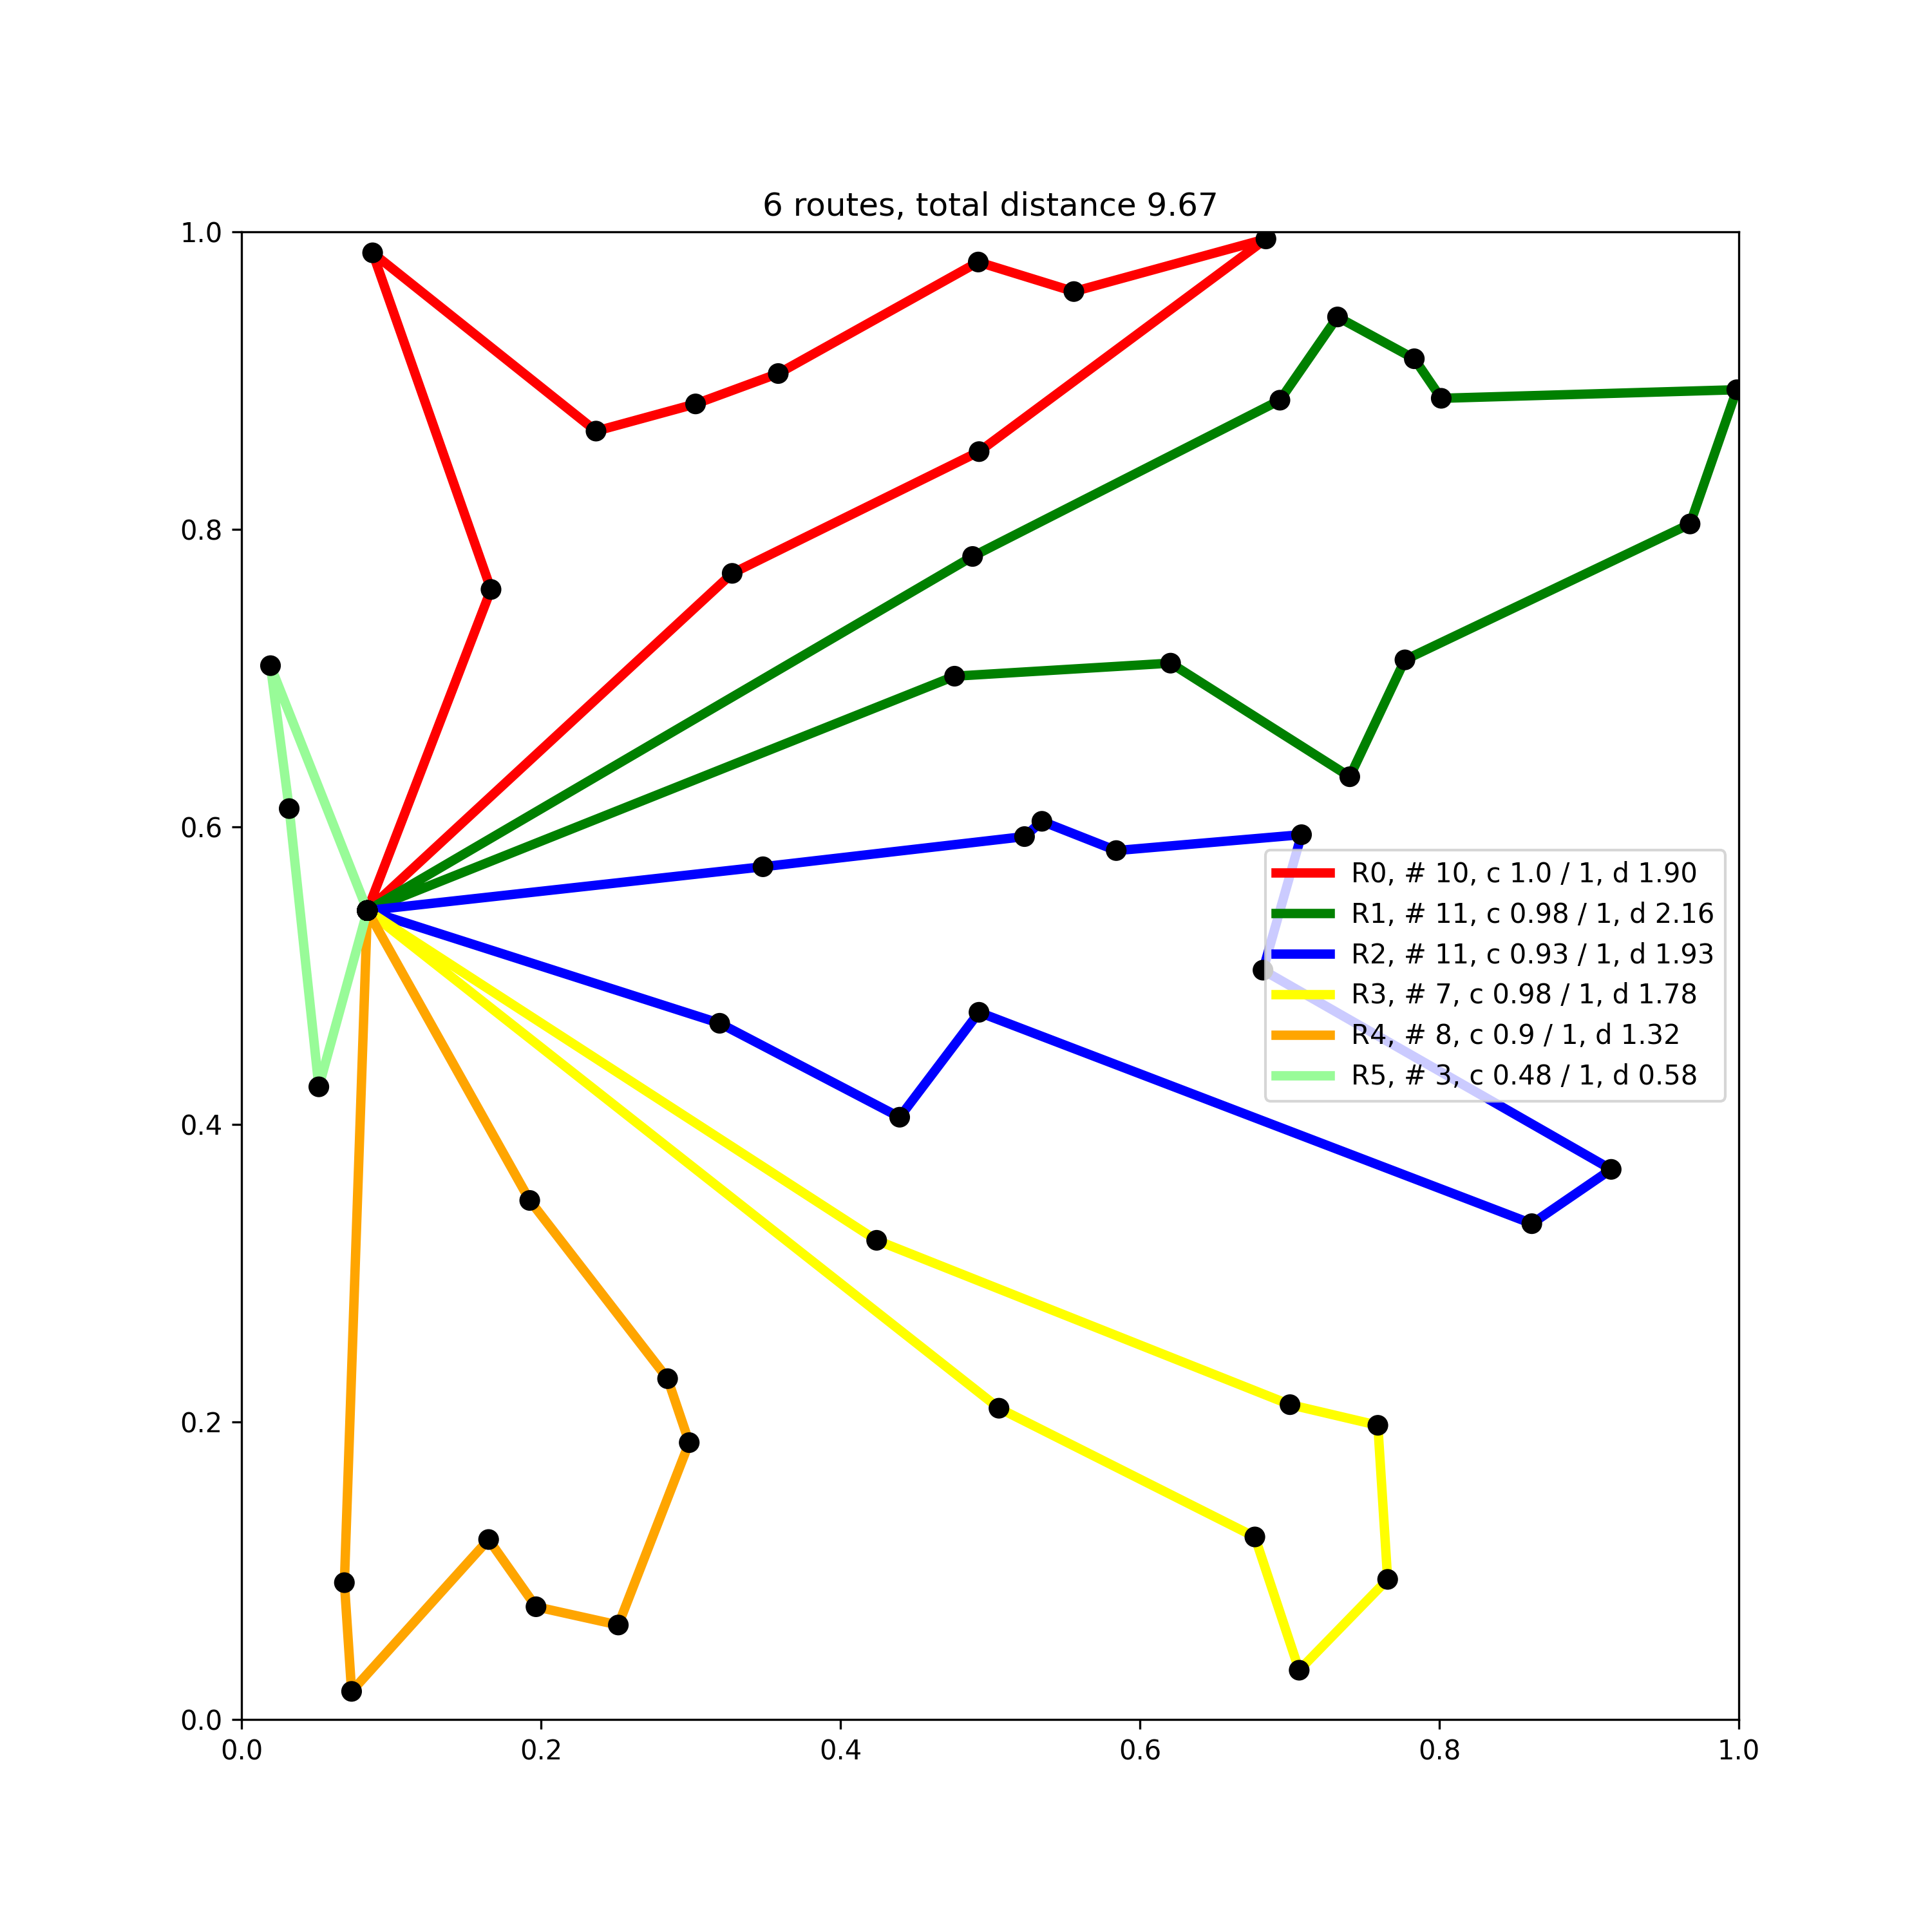 6 routes, total distance 9.67
1.0
0.8
0.6
0.4
0.2
0.0
R0, # 10, c 1.0 / 1, d 1.90
R1, # 11, c 0.98 / 1, d 2.16
R2, # 11, c 0.93 / 1, d 1.93
R3, # 7, c 0.98 / 1, d 1.78
R4, # 8, c 0.9 / 1, d 1.32
R5, # 3, c 0.48 / 1, d 0.58
0.0 0.2 0.4 0.6 0.8 1.0